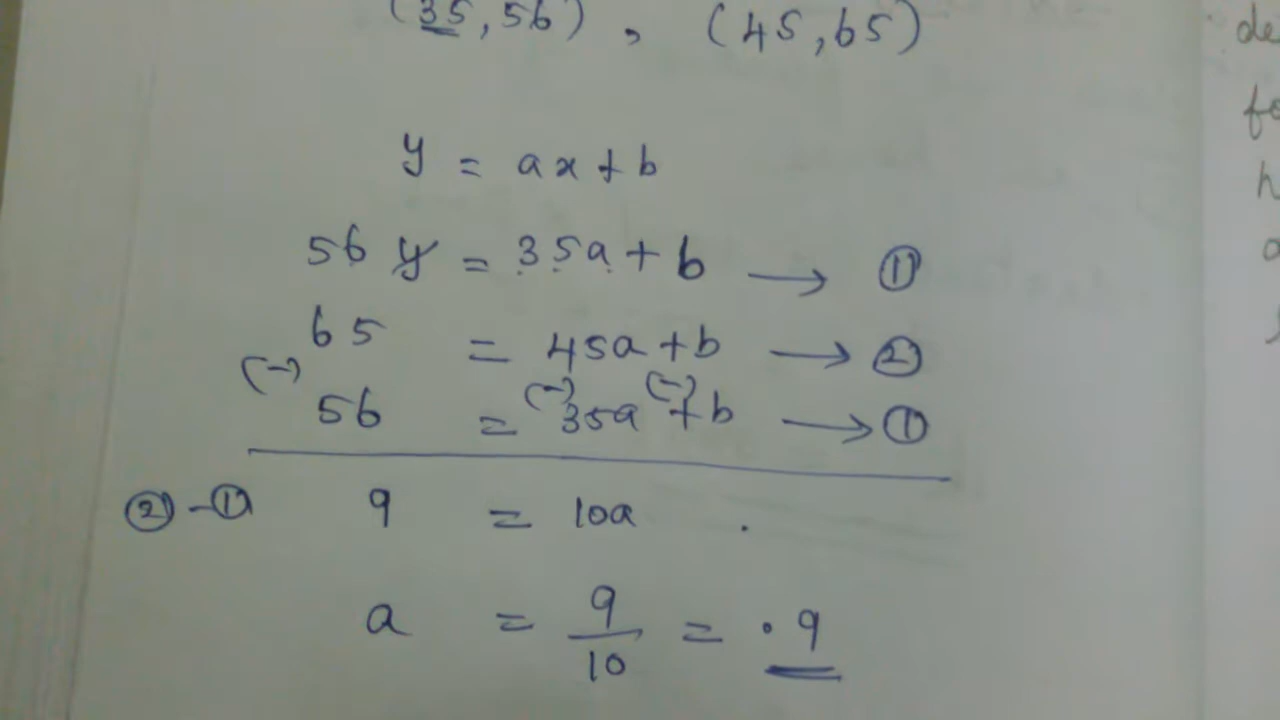 (35,56) , (45,65)
y = ax+b
56 = 35a+b → ①
65 = 45a+b → ②
(-) (-) (-)
56 = 35a+b → ①
②-① 9 = 10a .
a = 9/10 = .9